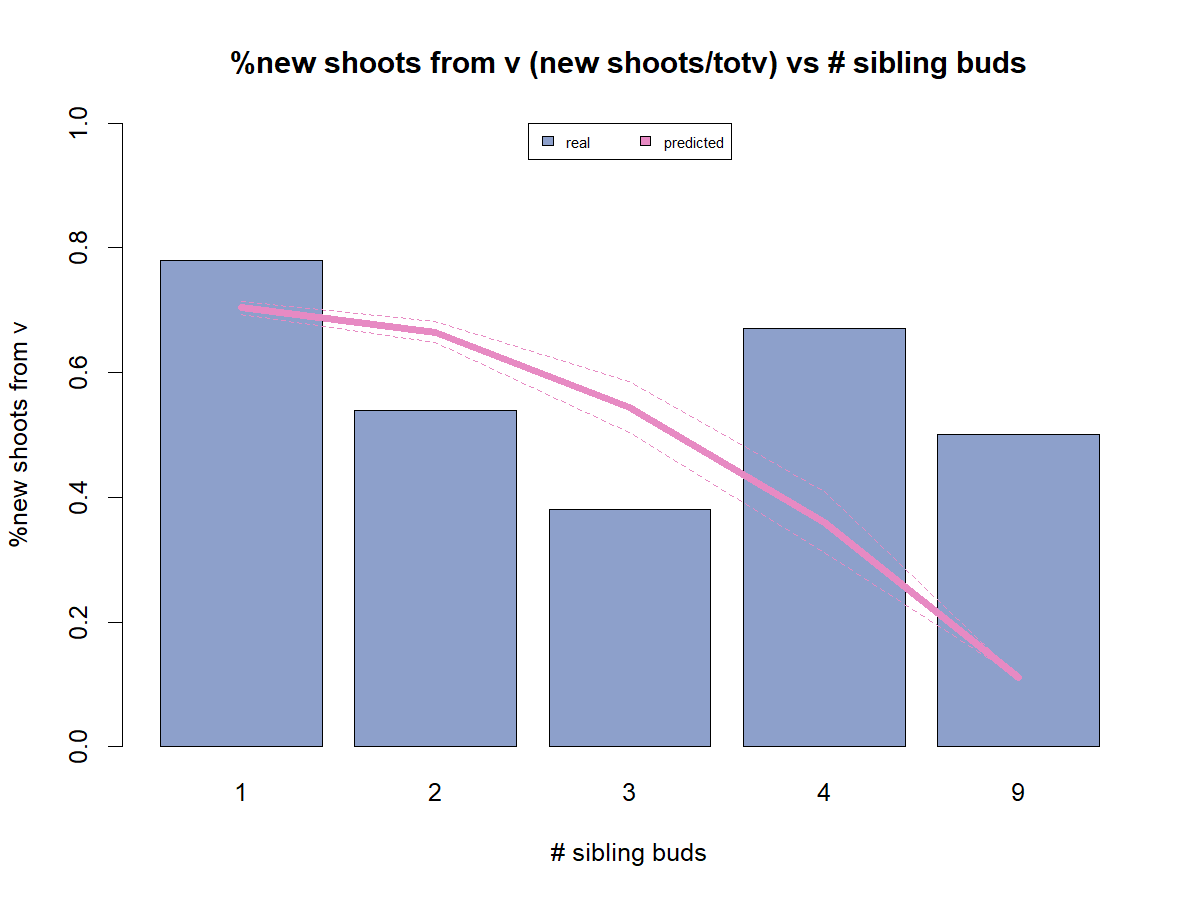 %new shoots from v (new shoots/totv) vs # sibling buds
real
predicted
%new shoots from v
1.0
0.8
0.6
0.4
0.2
0.0
1
2
3
4
9
# sibling buds